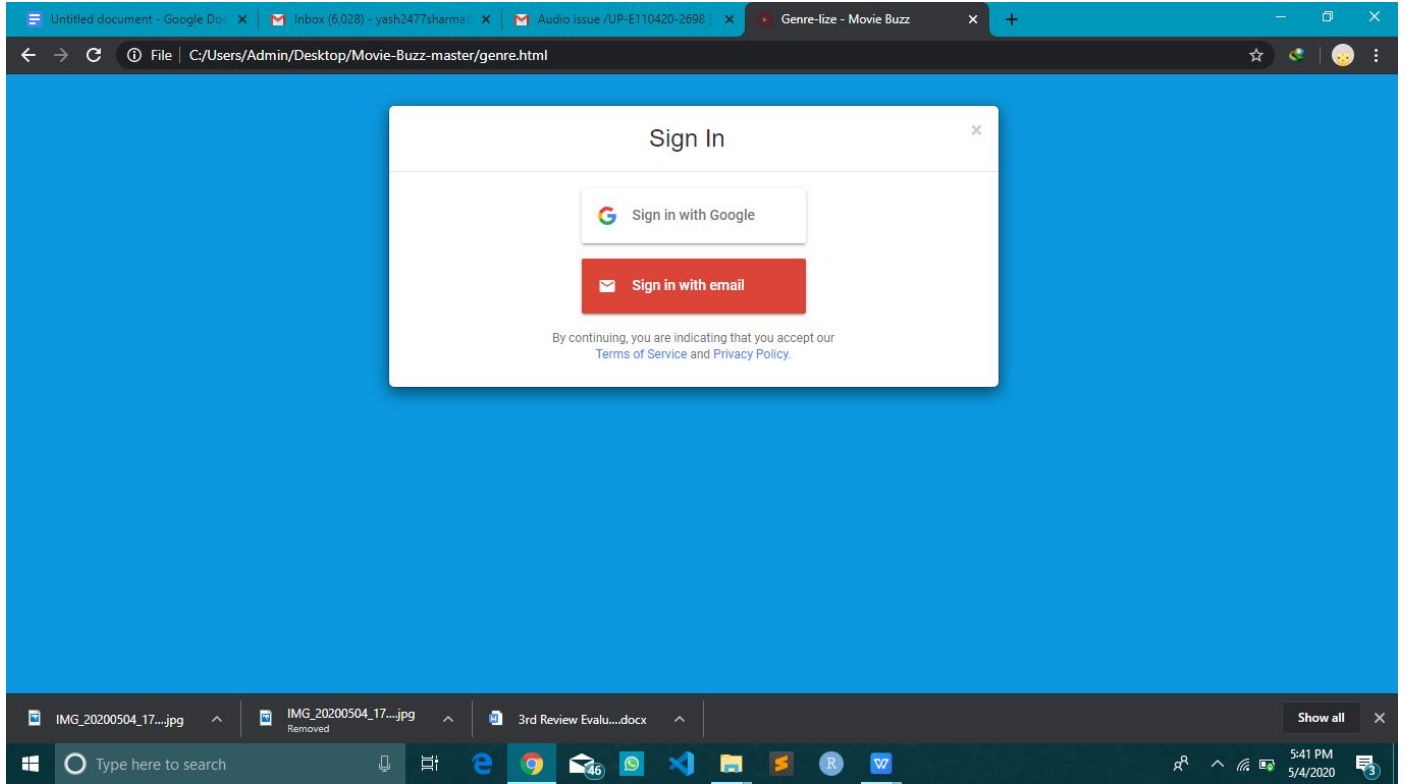 Untitled document - Google Doc
Inbox (6,028) - yash2477sharma
Audio issue /UP-E110420-2698 |
Genre-lize - Movie Buzz
File | C:/Users/Admin/Desktop/Movie-Buzz-master/genre.html
Sign In
Sign in with Google
Sign in with email
By continuing, you are indicating that you accept our
Terms of Service and Privacy Policy.
IMG_20200504_17....jpg
IMG_20200504_17....jpg
Removed
3rd Review Evalu....docx
Show all
Type here to search
46
R
W
5:41 PM
5/4/2020
3